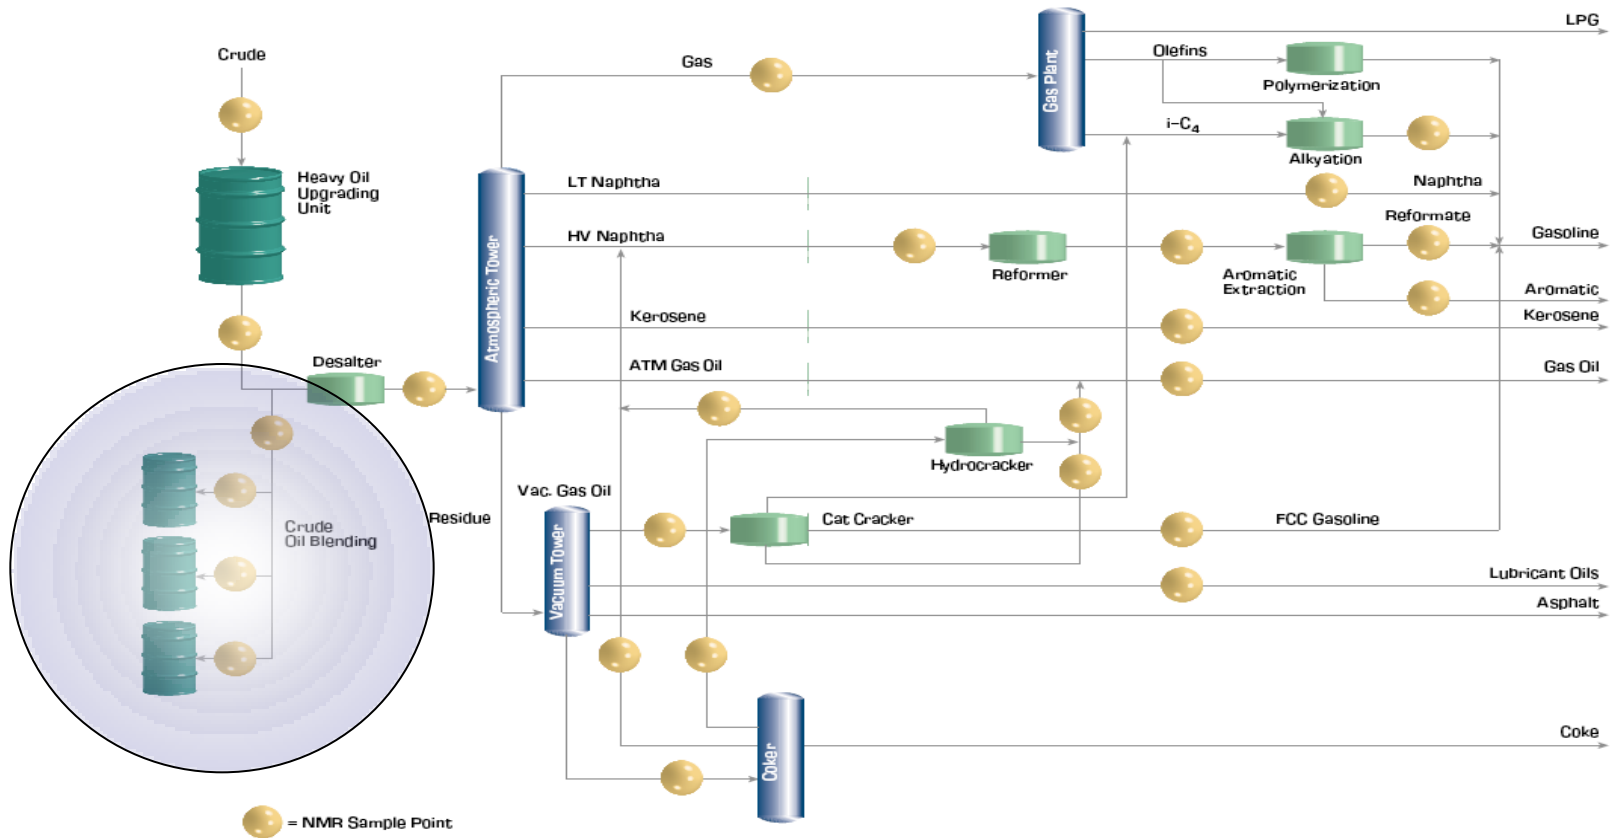 LPG
Crude
Gas
Olefins
Gas Plant
Polymerization
i-C4
Alkyation
Heavy Oil
Upgrading
Unit
LT Naphtha
Naphtha
Reformate
HV Naphtha
Gasoline
Reformer
Aromatic
Extraction
Aromatic
Atmospheric Tower
Kerosene
Kerosene
Desalter
ATM Gas Oil
Gas Oil
Hydrocracker
Vac. Gas Oil
Residue
Crude
Oil Blending
Cat Cracker
FCC Gasoline
Vacuum Tower
Lubricant Oils
Asphalt
Coker
Coke
= NMR Sample Point